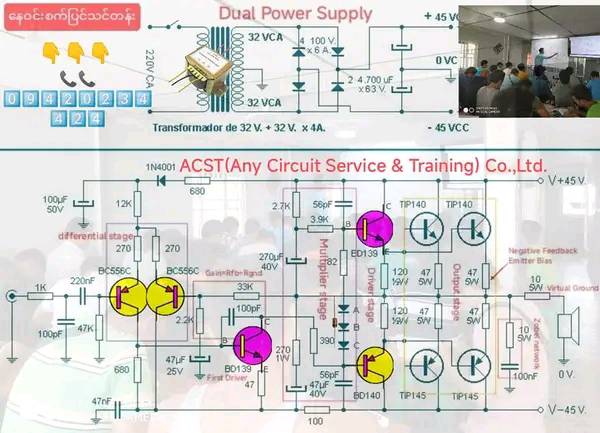 နေဝင်းစက်ပြင်သင်တန်း
09420234
424
Dual Power Supply
+ 45 VCC
0 VC
- 45 VCC
220V CA
32 VCA
32 VCA
4 100 V.
x 6 A
2 4.700 uF
x 63 V.
Transformador de 32 V. + 32 V. x 4A.
ACST(Any Circuit Service & Training) Co.,Ltd.
1N4001
680
V+45 V.
100µF
50V
12K
differential stage
270
270
BC556C
BC556C
220nF
1K
100pF
47K
680
47nF
2.2K
47µF
25V
Gain=Rfb÷Rgnd
33K
100pF
C
B
E
BD139
First Driver
47
100
2.7K
56pF
3.9K
270µF
40V
82
Multiplier stage
A
B
C
390
270
1W
56pF
47µF
40V
C
B
E
BD139
BD140
Driver stage
120
½W
120
½W
TIP140
TIP140
47
5W
47
5W
Output stage
47
5W
47
5W
TIP145
TIP145
Negative Feedback
Emitter Bias
10
5W
Virtual Ground
10
5W
Zobel network
100nF
0 V.
V-45 V.